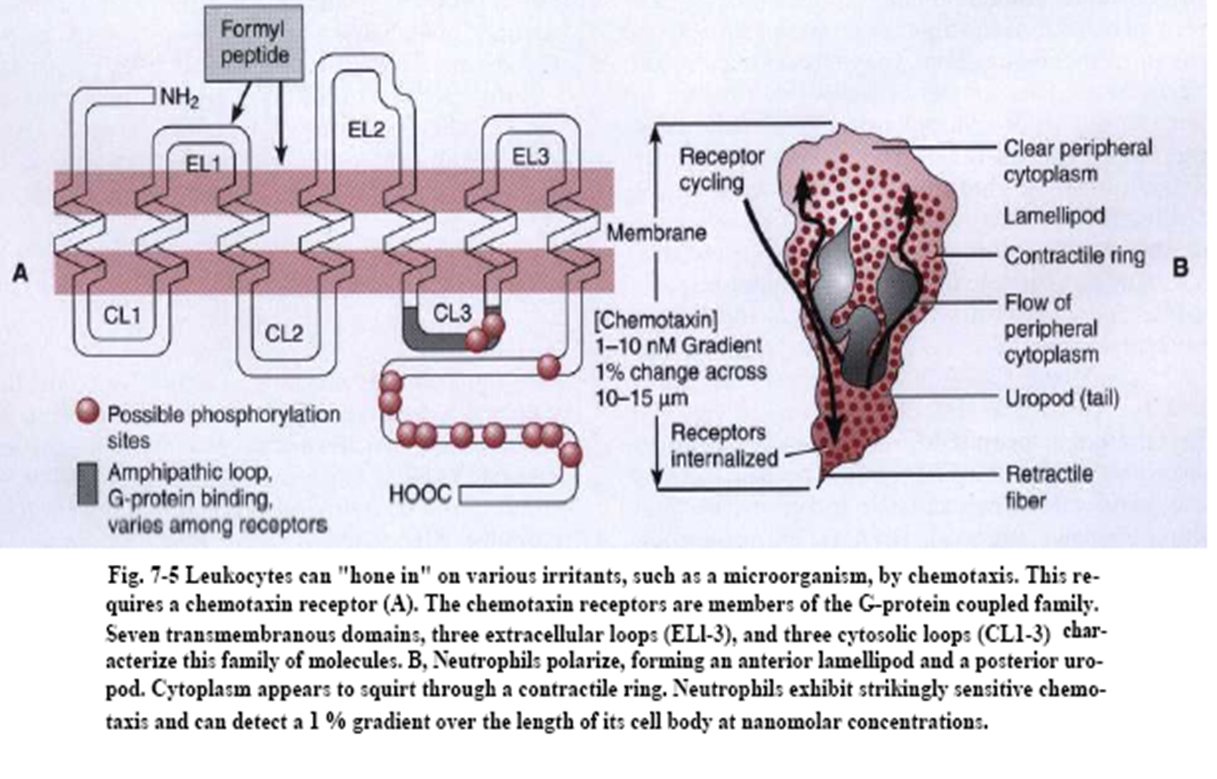 Formyl
peptide
NH2
EL1
EL2
EL3
Membrane
A
CL1
CL2
CL3
Possible phosphorylation
sites
Amphipathic loop,
G-protein binding,
varies among receptors
HOOC
Receptor
cycling
[Chemotaxin]
1–10 nM Gradient
1% change across
10–15 µm
Receptors
internalized
Clear peripheral
cytoplasm
Lamellipod
Contractile ring
B
Flow of
peripheral
cytoplasm
Uropod (tail)
Retractile
fiber
Fig. 7-5 Leukocytes can "hone in" on various irritants, such as a microorganism, by chemotaxis. This re-
quires a chemotaxin receptor (A). The chemotaxin receptors are members of the G-protein coupled family.
Seven transmembranous domains, three extracellular loops (EL1-3), and three cytosolic loops (CL1-3) char-
acterize this family of molecules. B, Neutrophils polarize, forming an anterior lamellipod and a posterior uro-
pod. Cytoplasm appears to squirt through a contractile ring. Neutrophils exhibit strikingly sensitive chemo-
taxis and can detect a 1 % gradient over the length of its cell body at nanomolar concentrations.